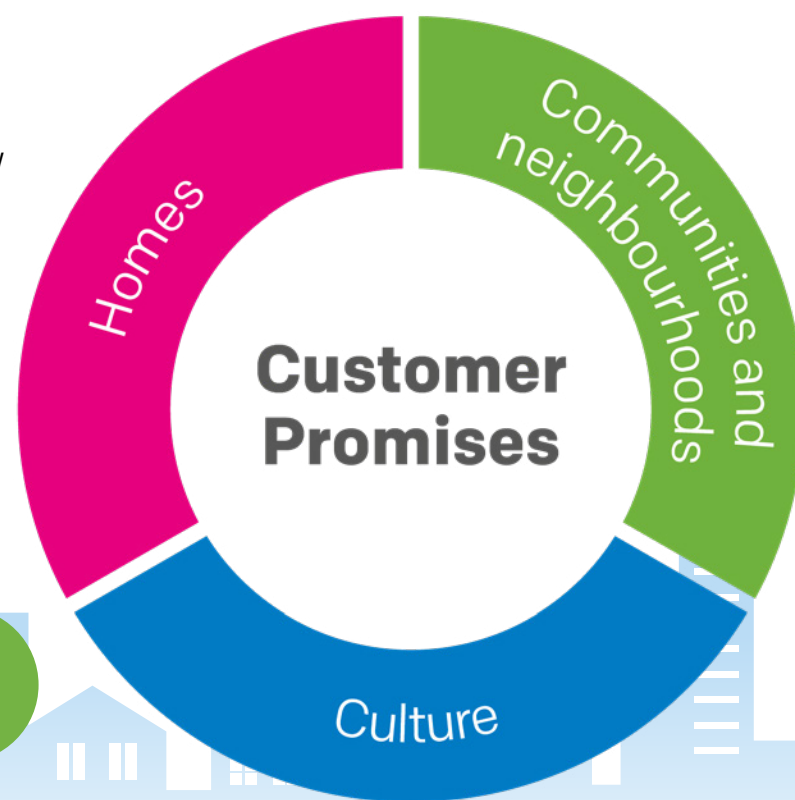 Homes
Communities and
neighbourhoods
Customer
Promises
Culture